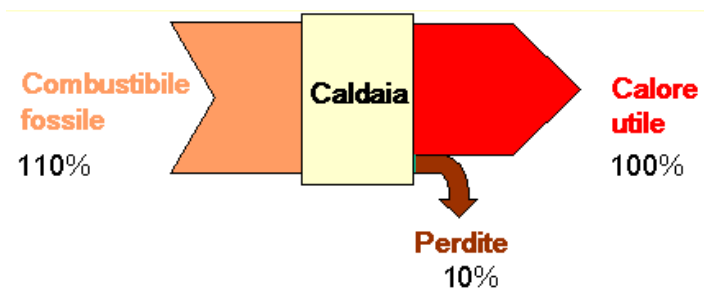 Combustibile
fossile
110%
Caldaia
Calore
utile
100%
Perdite
10%